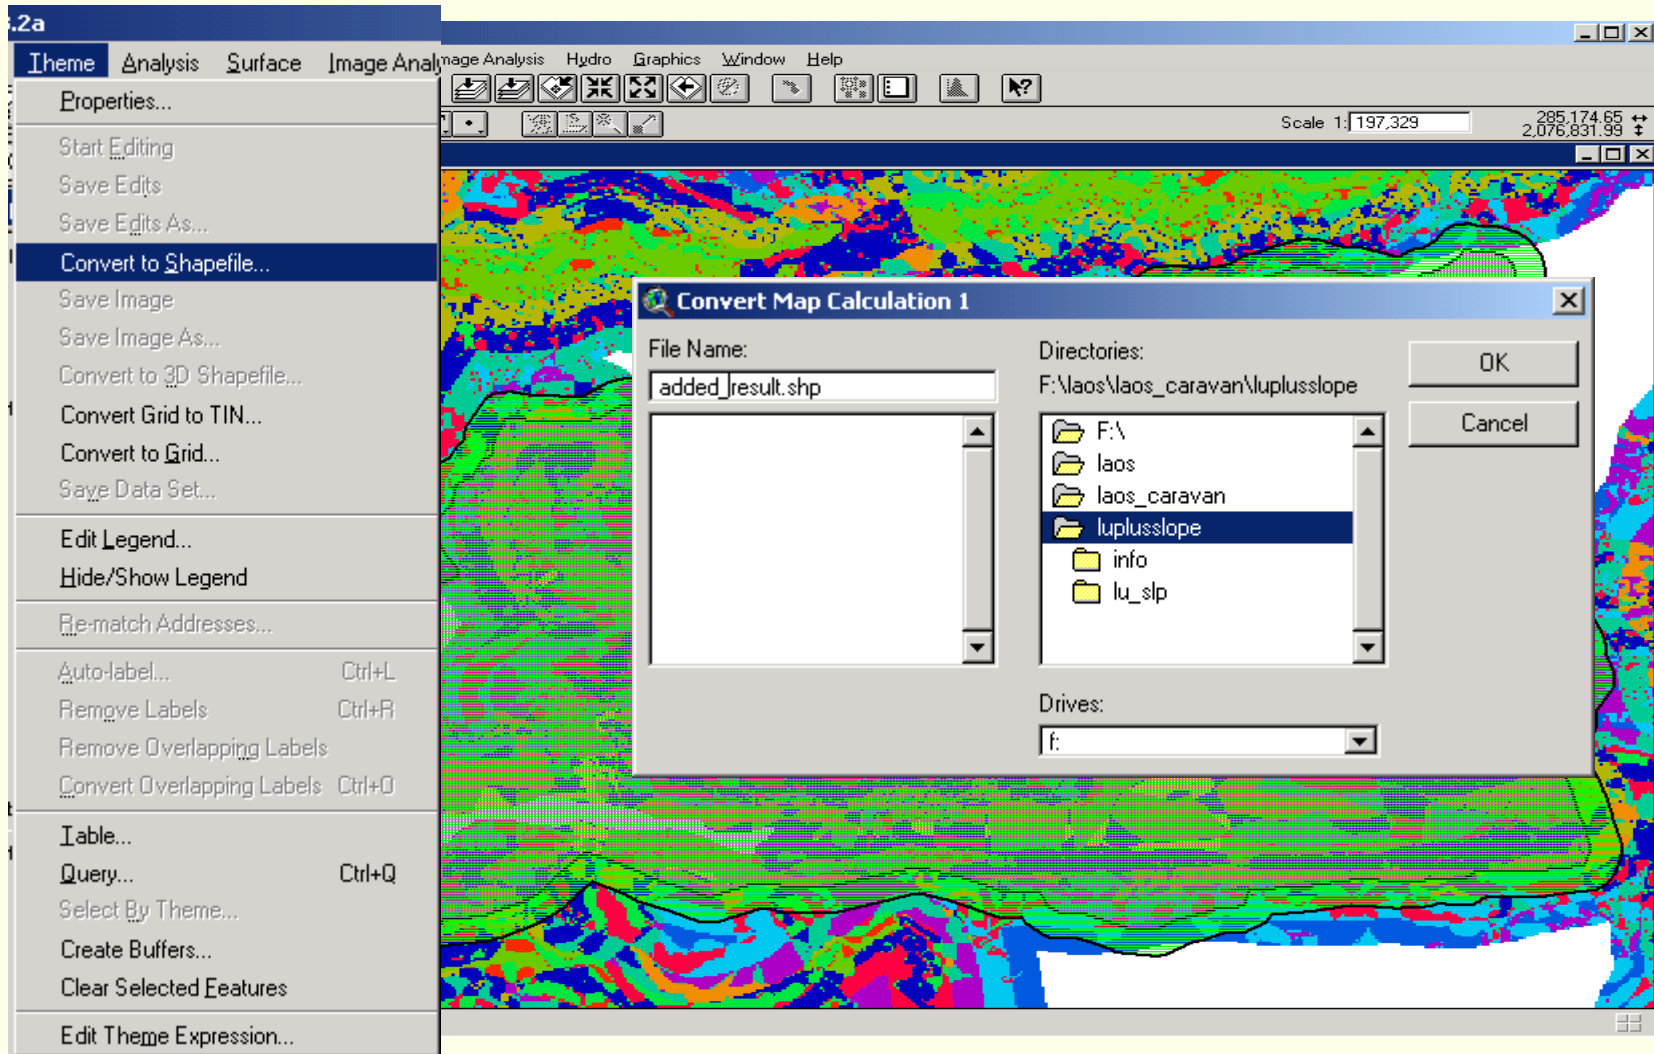 .2a
Theme Analysis Surface Image Anal
Properties...
Start Editing
Save Edits
Save Edits As...
Convert to Shapefile...
Save Image
Save Image As...
Convert to 3D Shapefile...
Convert Grid to TIN...
Convert to Grid...
Save Data Set...
Edit Legend...
Hide/Show Legend
Re-match Addresses...
Auto-label... Ctrl+L
Remove Labels Ctrl+R
Remove Overlapping Labels
Convert Overlapping Labels Ctrl+O
Table...
Query... Ctrl+Q
Select By Theme...
Create Buffers...
Clear Selected Features
Edit Theme Expression...
mage Analysis Hydro Graphics Window Help
Scale 1: 197,329
285,174.65
2,076,831.99
Convert Map Calculation 1
File Name:
added_result.shp
Directories:
F:\laos\laos_caravan\luplusslope
F:\
laos
laos_caravan
luplusslope
info
lu_slp
Drives:
f:
OK
Cancel